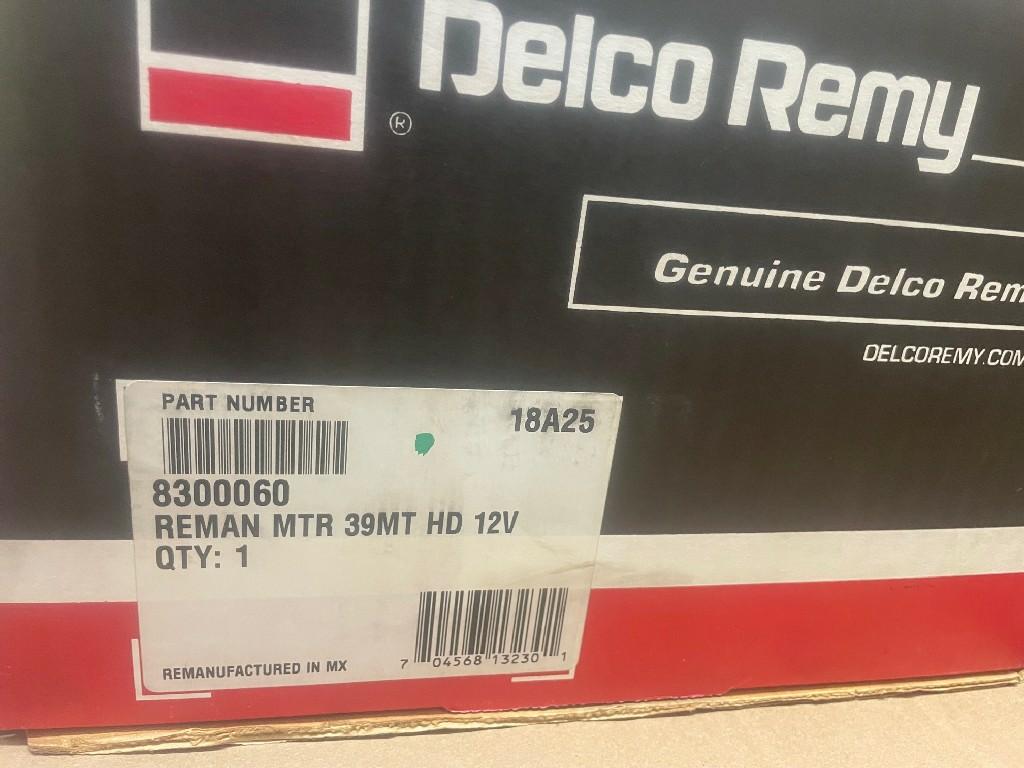 Delco Remy
®
Genuine Delco Rem
DELCOREMY.COM
PART NUMBER
18A25
8300060
REMAN MTR 39MT HD 12V
QTY: 1
REMANUFACTURED IN MX
7 04568 13230 1